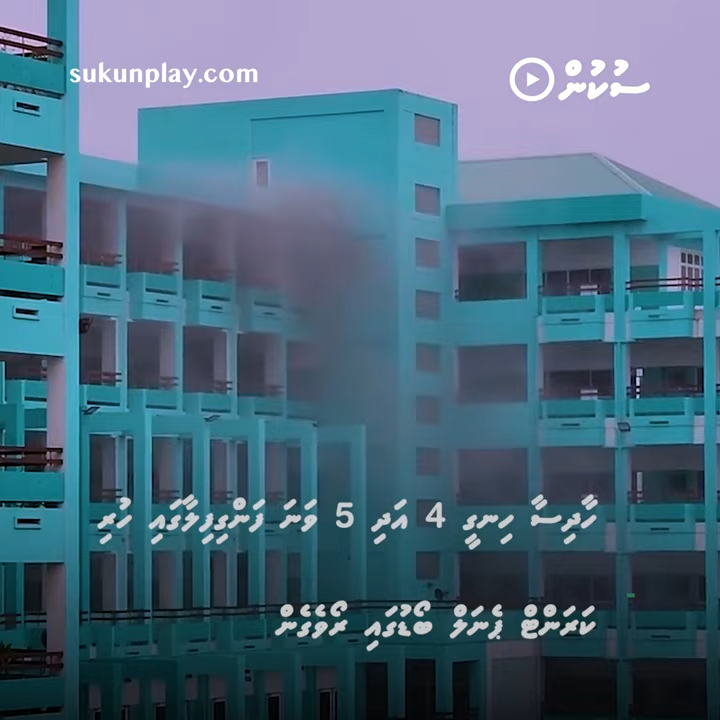 sukunplay.com
ސުކުން
ހާދިސާ ހިނގީ 4 އަދި 5 ވަނަ ފަންގިފިލާގައި ހުރި
ކަރަންޓް ޕެނަލް ބޯޑުގައި ރޯވެގެން